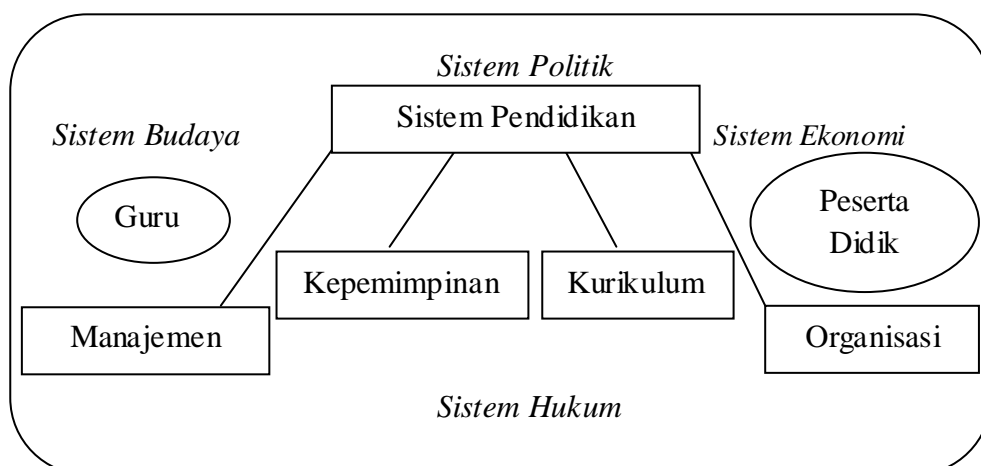 Sistem Politik
Sistem Pendidikan
Sistem Budaya
Sistem Ekonomi
Guru
Peserta
Didik
Kepemimpinan
Kurikulum
Manajemen
Organisasi
Sistem Hukum